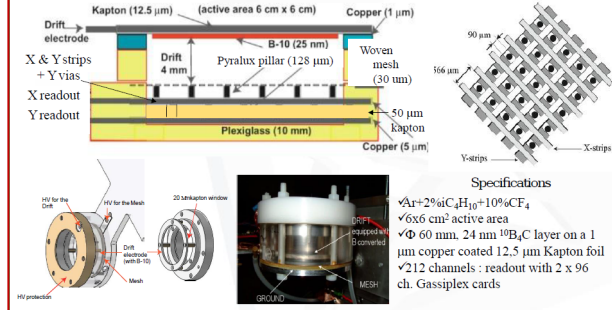 Kapton (12.5 µm)
(active area 6 cm x 6 cm)
Copper (1 µm)
Drift
electrode
B-10 (25 nm)
Drift
4 mm
Woven
mesh
(30 um)
X & Y strips
+ Y vias
Pyralux pillar (128 µm)
X readout
Y readout
50 µm
kapton
Plexiglass (10 mm)
Copper (5 µm)
90 µm
566 µm
X-strips
Y-strips
HV for the
Drift
HV for the Mesh
20 µmkapton window
Drift
electrode
(with B-10)
Mesh
HV protection
DRIFT
equipped with
B converted
MESH
GROUND
Specifications
✓Ar+2%iC₄H₁₀+10%CF₄
✓6x6 cm² active area
✓Φ 60 mm, 24 nm ¹⁰B₄C layer on a 1
µm copper coated 12,5 µm Kapton foil
✓212 channels : readout with 2 x 96
ch. Gassiplex cards